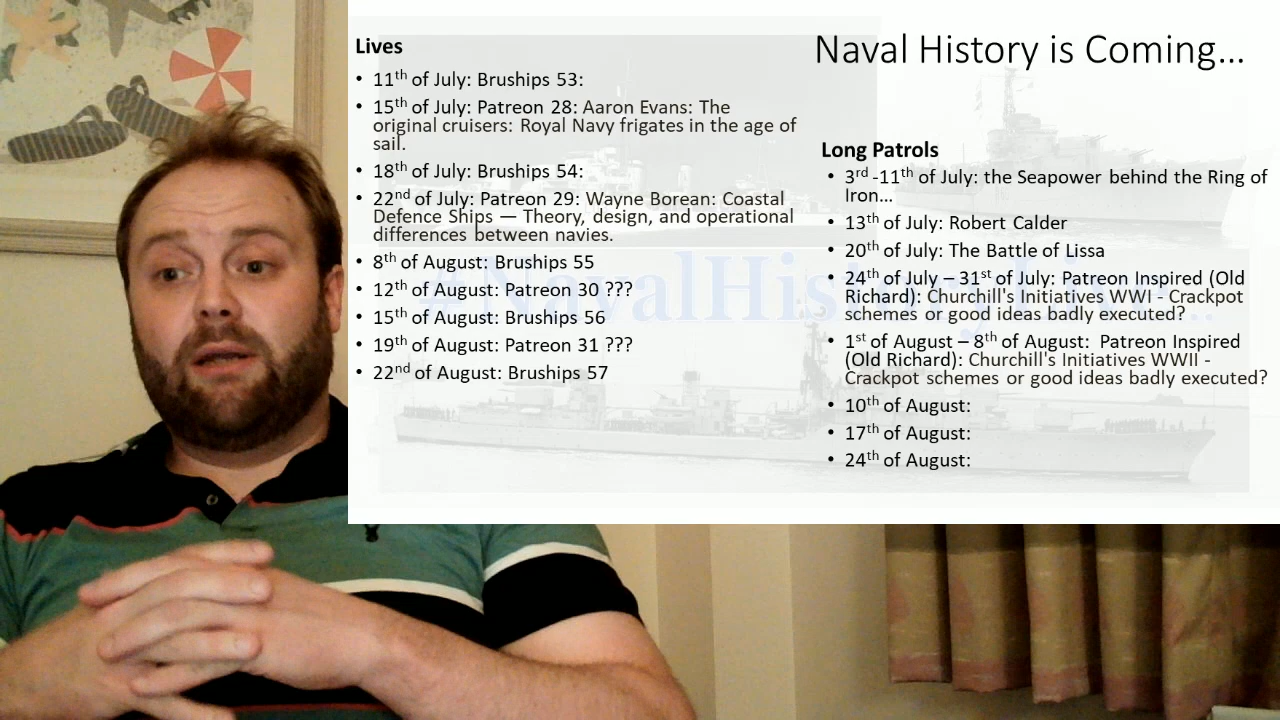 Lives
• 11th of July: Bruships 53:
• 15th of July: Patreon 28: Aaron Evans: The
original cruisers: Royal Navy frigates in the age of
sail.
• 18th of July: Bruships 54:
• 22nd of July: Patreon 29: Wayne Borean: Coastal
Defence Ships — Theory, design, and operational
differences between navies.
• 8th of August: Bruships 55
• 12th of August: Patreon 30 ???
• 15th of August: Bruships 56
• 19th of August: Patreon 31 ???
• 22nd of August: Bruships 57
Naval History is Coming...
Long Patrols
• 3rd -11th of July: the Seapower behind the Ring of
Iron...
• 13th of July: Robert Calder
• 20th of July: The Battle of Lissa
• 24th of July – 31st of July: Patreon Inspired (Old
Richard): Churchill's Initiatives WWI - Crackpot
schemes or good ideas badly executed?
• 1st of August – 8th of August: Patreon Inspired
(Old Richard): Churchill's Initiatives WWII -
Crackpot schemes or good ideas badly executed?
• 10th of August:
• 17th of August:
• 24th of August: